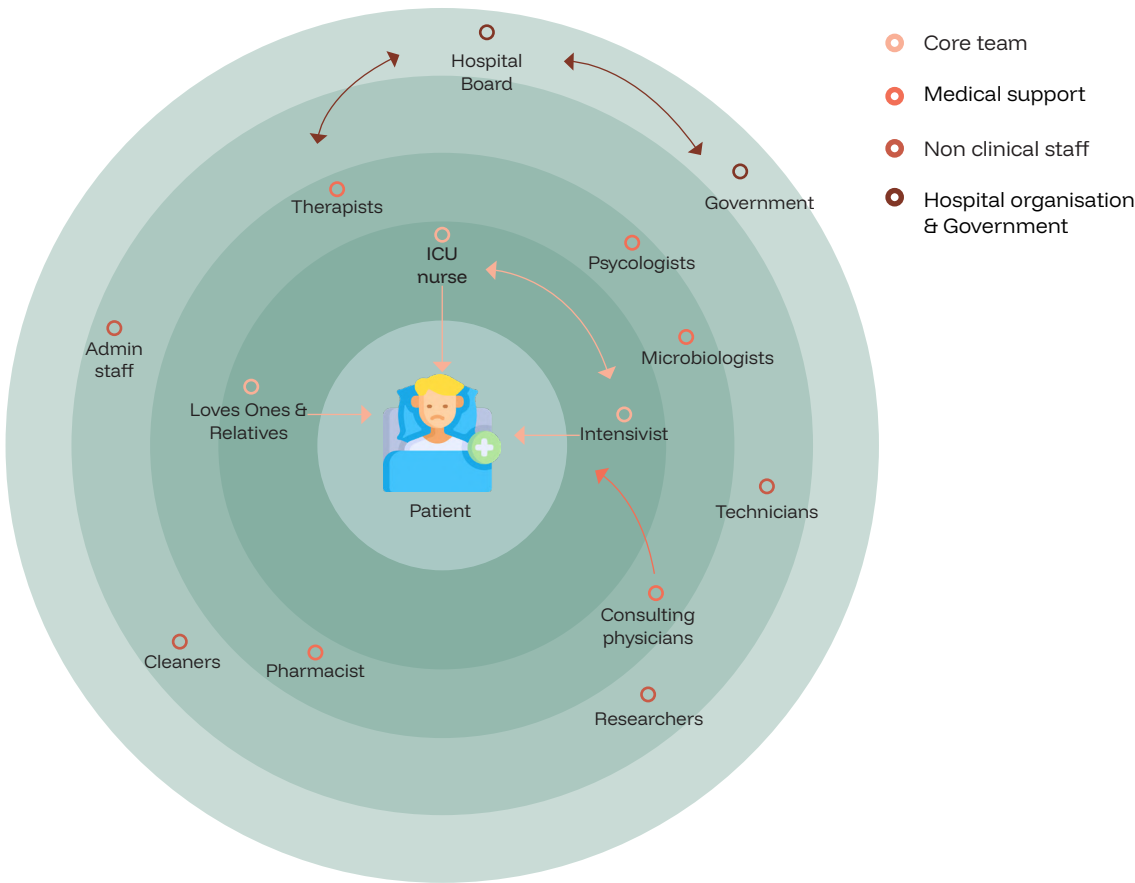 Hospital
Board
Government
Therapists
ICU
nurse
Psycologists
Microbiologists
Admin
staff
Loves Ones &
Relatives
Intensivist
Patient
Technicians
Consulting
physicians
Cleaners
Pharmacist
Researchers
Core team
Medical support
Non clinical staff
Hospital organisation
& Government